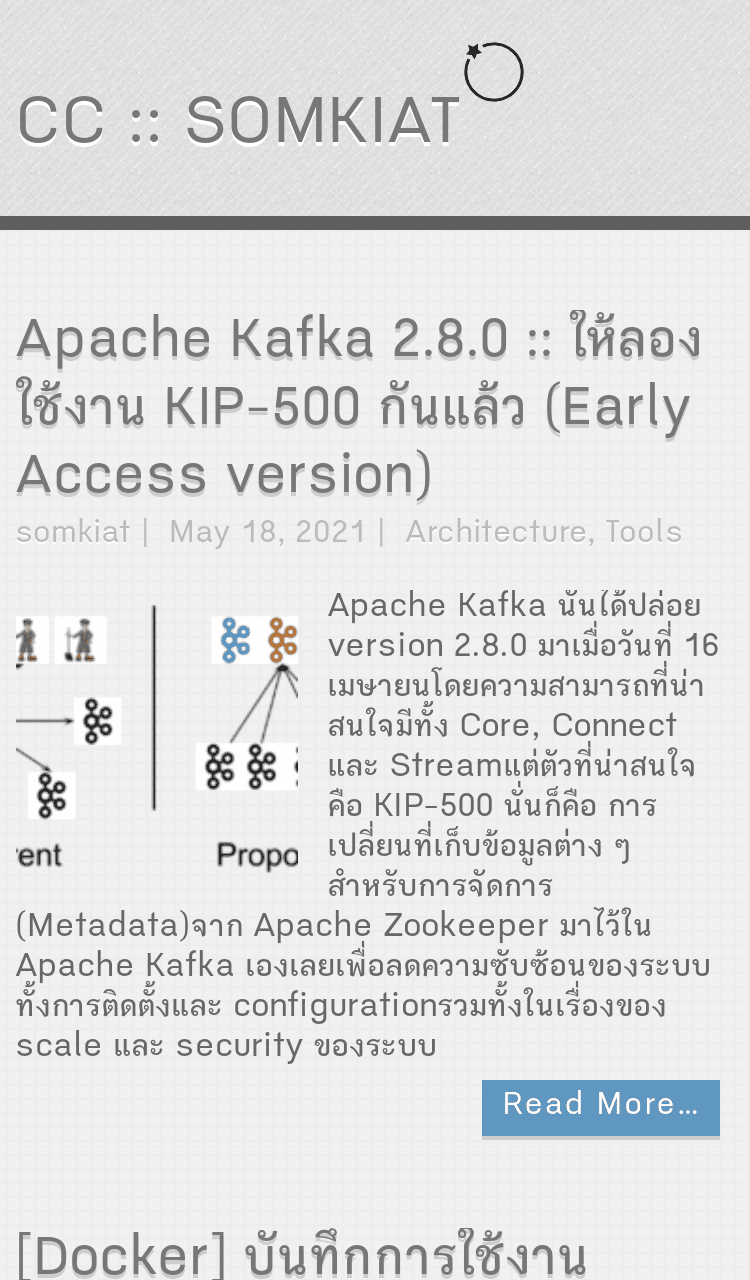 CC :: SOMKIAT
Apache Kafka 2.8.0 :: ให้ลอง
ใช้งาน KIP-500 กันแล้ว (Early
Access version)
somkiat | May 18, 2021 | Architecture, Tools
Apache Kafka นั้นได้ปล่อย
version 2.8.0 มาเมื่อวันที่ 16
เมษายนโดยความสามารถที่น่า
สนใจมีทั้ง Core, Connect
และ Streamแต่ตัวที่น่าสนใจ
คือ KIP-500 นั่นก็คือ การ
เปลี่ยนที่เก็บข้อมูลต่าง ๆ
สำหรับการจัดการ
(Metadata)จาก Apache Zookeeper มาไว้ใน
Apache Kafka เองเลยเพื่อลดความซับซ้อนของระบบ
ทั้งการติดตั้งและ configurationรวมทั้งในเรื่องของ
scale และ security ของระบบ
rent
Propo
Read More...
[Docker] บันทึกการใช้งาน